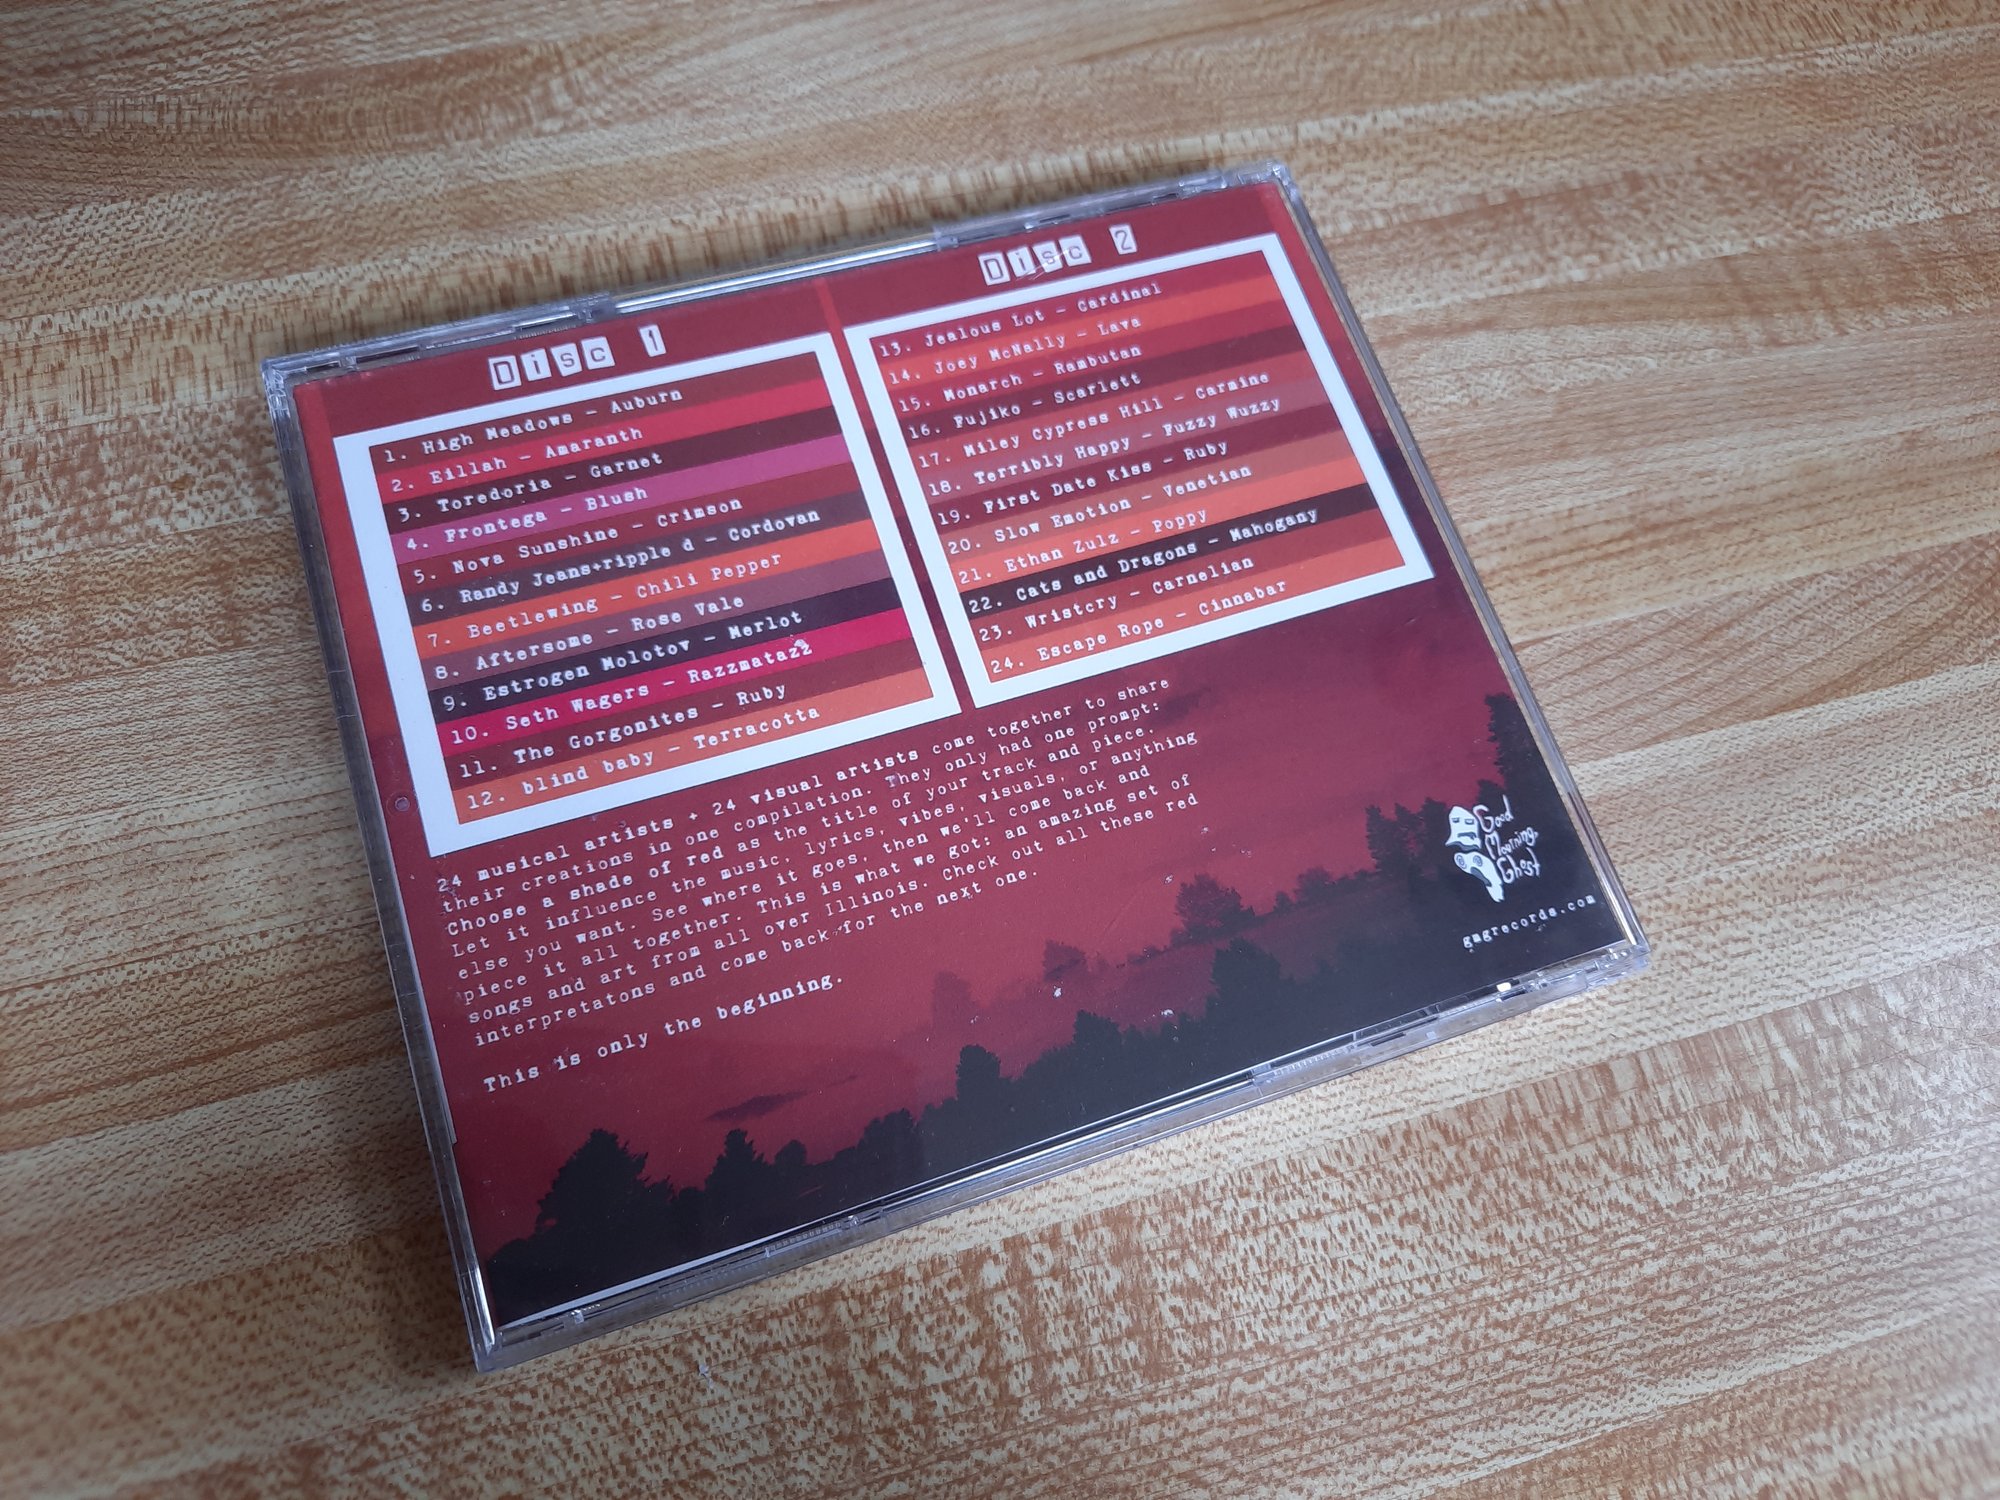 Disc 1
1. High Meadows - Auburn
2. Eillah - Amaranth
3. Toredoria - Garnet
4. Frontega - Blush
5. Nova Sunshine - Crimson
6. Randy Jeans+ripple d - Cordovan
7. Beetlewing - Chili Pepper
8. Aftersome - Rose Vale
9. Estrogen Molotov - Merlot
10. Seth Wagers - Razzmatazz
11. The Gorgonites - Ruby
12. blind baby - Terracotta
Disc 2
13. Jealous Lot - Cardinal
14. Joey McNally - Lava
15. Monarch - Rambutan
16. Fujiko - Scarlett
17. Miley Cypress Hill - Carmine
18. Terribly Happy - Fuzzy Wuzzy
19. First Date Kiss - Ruby
20. Slow Emotion - Venetian
21. Ethan Zulz - Poppy
22. Cats and Dragons - Mahogany
23. Wristcry - Carnelian
24. Escape Rope - Cinnabar
24 musical artists + 24 visual artists come together to share
their creations in one compilation. They only had one prompt:
Choose a shade of red as the title of your track and piece.
Let it influence the music, lyrics, vibes, visuals, or anything
else you want. See where it goes, then we'll come back and
piece it all together. This is what we got: an amazing set of
songs and art from all over Illinois. Check out all these red
interpretatons and come back for the next one.
This is only the beginning.
Good
Morning,
Ghost
gmgrecords.com